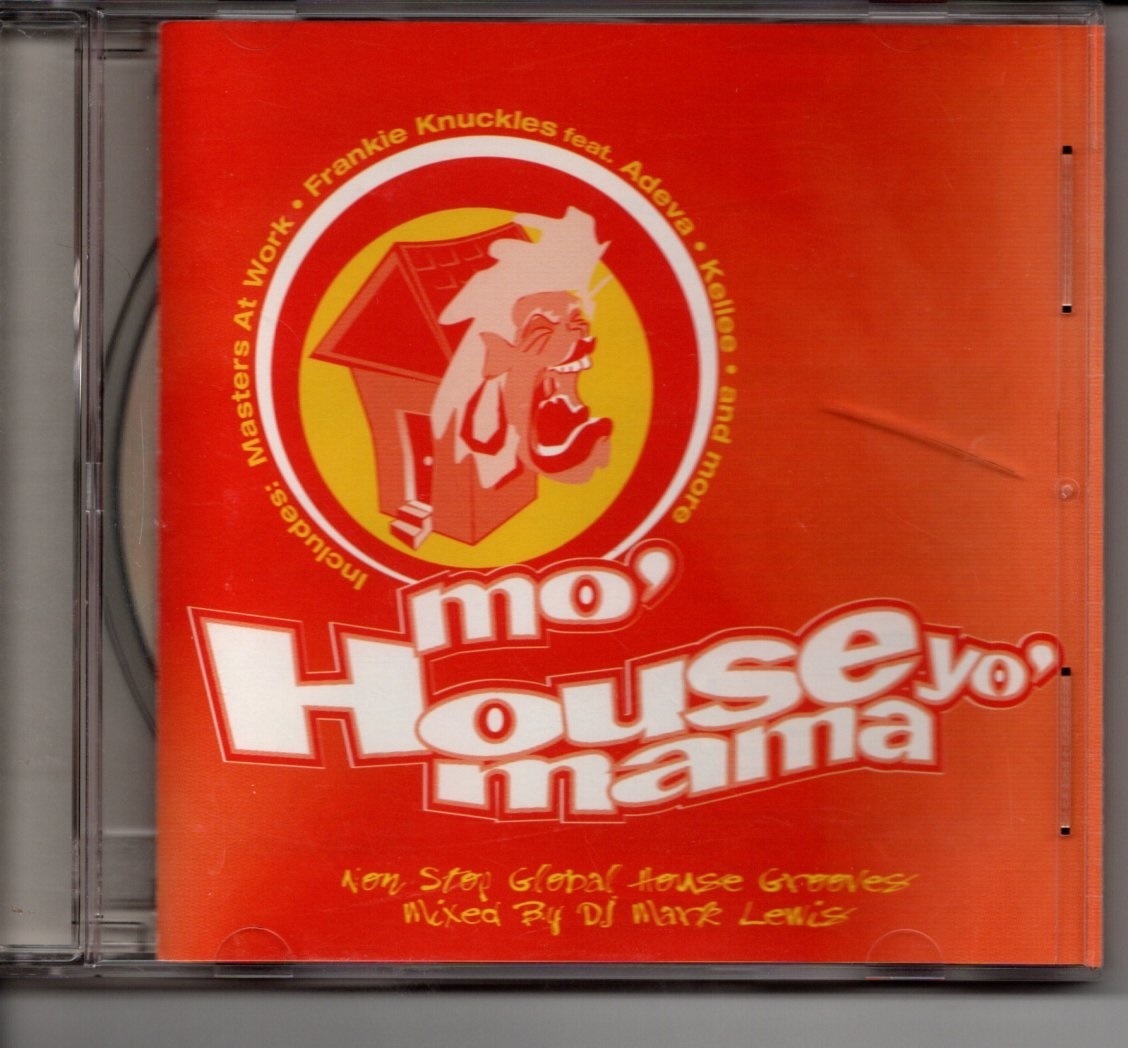 Includes: Masters At Work • Frankie Knuckles feat. Adeva • Kellee • and more
mo'
House yo'
mama
Non Stop Global House Grooves
Mixed By DJ Mark Lewis